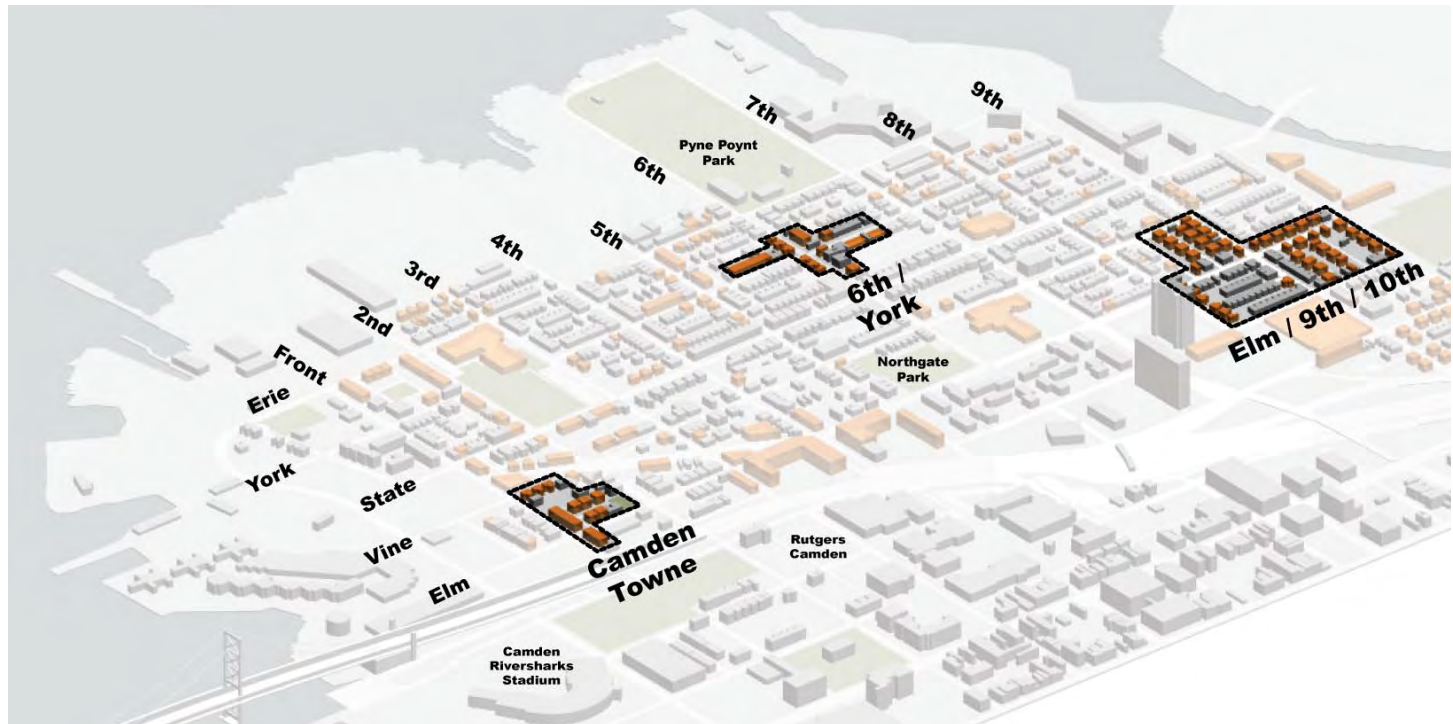 7th
8th
9th
Pyne Poynt
Park
6th
5th
4th
3rd
2nd
Front
Erie
York
State
Vine
Elm
6th /
York
Elm / 9th / 10th
Northgate
Park
Camden
Towne
Rutgers
Camden
Camden
Riversharks
Stadium